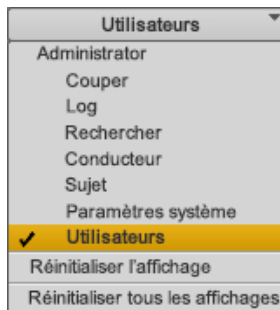 Utilisateurs
Administrator
Couper
Log
Rechercher
Conducteur
Sujet
Paramètres système
Utilisateurs
Réinitialiser l'affichage
Réinitialiser tous les affichages